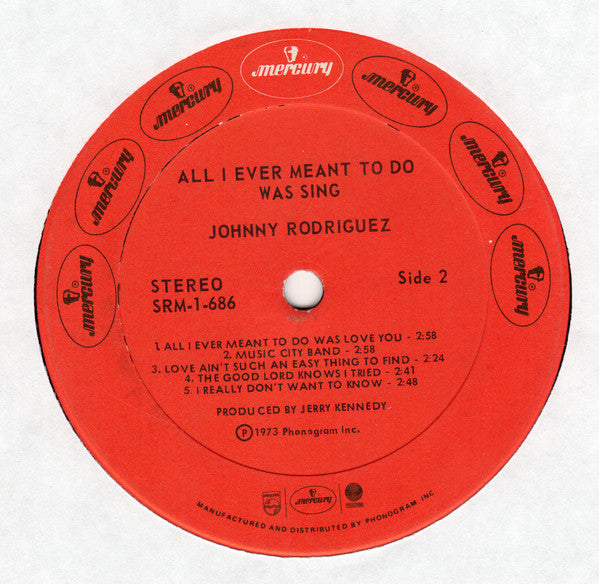 mercury
mercury
mercury
mercury
mercury
mercury
mercury
ALL I EVER MEANT TO DO
WAS SING
JOHNNY RODRIGUEZ
STEREO
SRM-1-686
Side 2
1. ALL I EVER MEANT TO DO WAS LOVE YOU - 2:58
2. MUSIC CITY BAND - 2:58
3. LOVE AIN'T SUCH AN EASY THING TO FIND - 2:24
4. THE GOOD LORD KNOWS I TRIED - 2:41
5. I REALLY DON'T WANT TO KNOW - 2:48
PRODUCED BY JERRY KENNEDY
Ⓟ 1973 Phonogram Inc.
mercury
MANUFACTURED AND DISTRIBUTED BY PHONOGRAM, INC